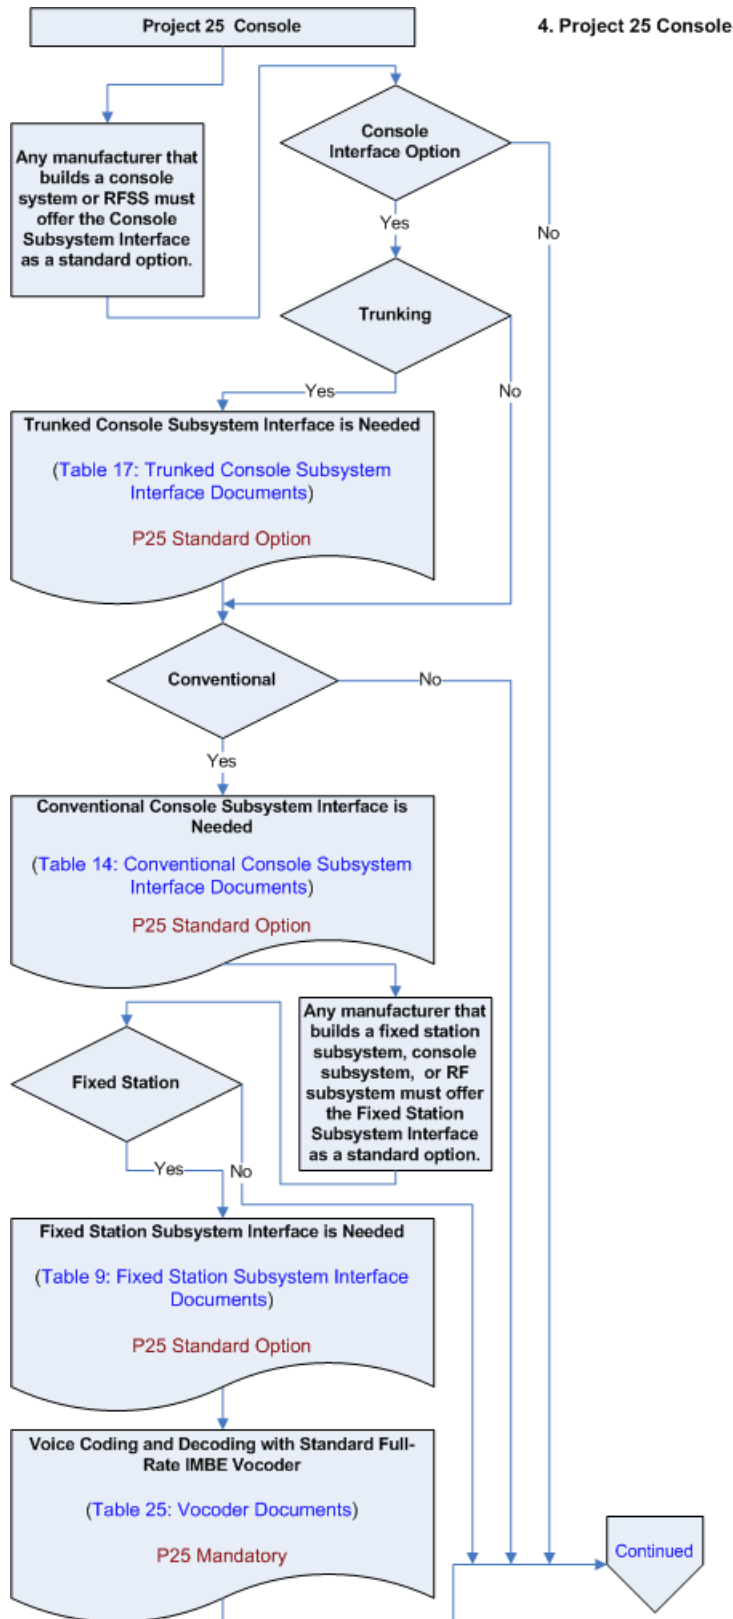 Project 25 Console
4. Project 25 Console
Any manufacturer that
builds a console
system or RFSS must
offer the Console
Subsystem Interface
as a standard option.
Console
Interface Option
Yes
No
Trunking
Yes
No
Trunked Console Subsystem Interface is Needed
(Table 17: Trunked Console Subsystem
Interface Documents)
P25 Standard Option
Conventional
No
Yes
Conventional Console Subsystem Interface is
Needed
(Table 14: Conventional Console Subsystem
Interface Documents)
P25 Standard Option
Any manufacturer that
builds a fixed station
subsystem, console
subsystem, or RF
subsystem must offer
the Fixed Station
Subsystem Interface
as a standard option.
Fixed Station
Yes
No
Fixed Station Subsystem Interface is Needed
(Table 9: Fixed Station Subsystem Interface
Documents)
P25 Standard Option
Voice Coding and Decoding with Standard Full-
Rate IMBE Vocoder
(Table 25: Vocoder Documents)
P25 Mandatory
Continued